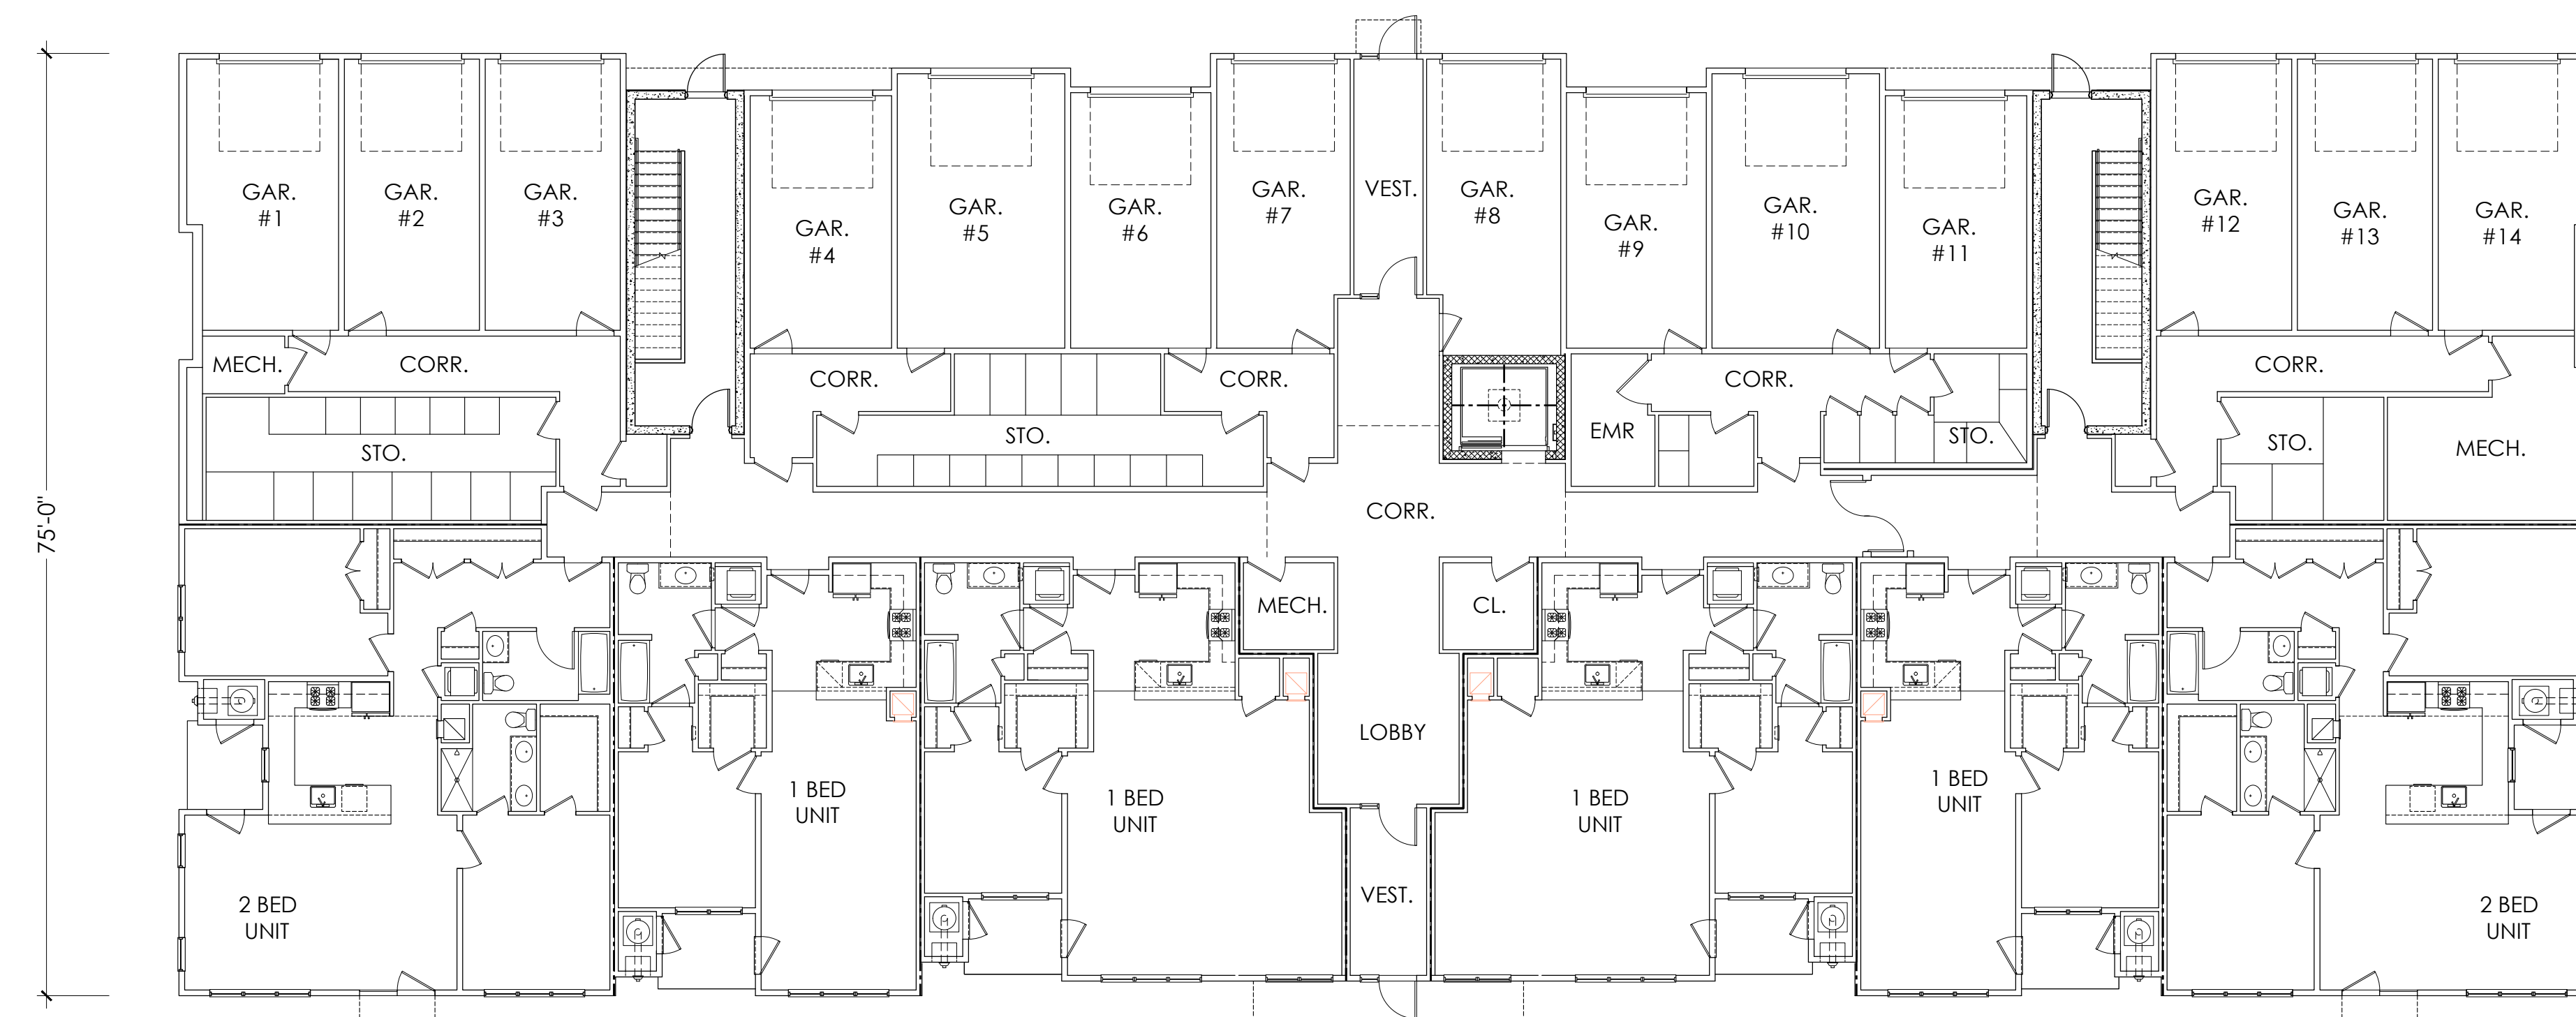 GAR.
#1
GAR.
#2
GAR.
#3
GAR.
#4
GAR.
#5
GAR.
#6
GAR.
#7
VEST.
GAR.
#8
GAR.
#9
GAR.
#10
GAR.
#11
GAR.
#12
GAR.
#13
GAR.
#14
MECH.
CORR.
CORR.
CORR.
CORR.
CORR.
STO.
STO.
EMR
STO.
STO.
MECH.
75'-0"
CORR.
MECH.
CL.
LOBBY
1 BED
UNIT
1 BED
UNIT
1 BED
UNIT
1 BED
UNIT
VEST.
2 BED
UNIT
2 BED
UNIT